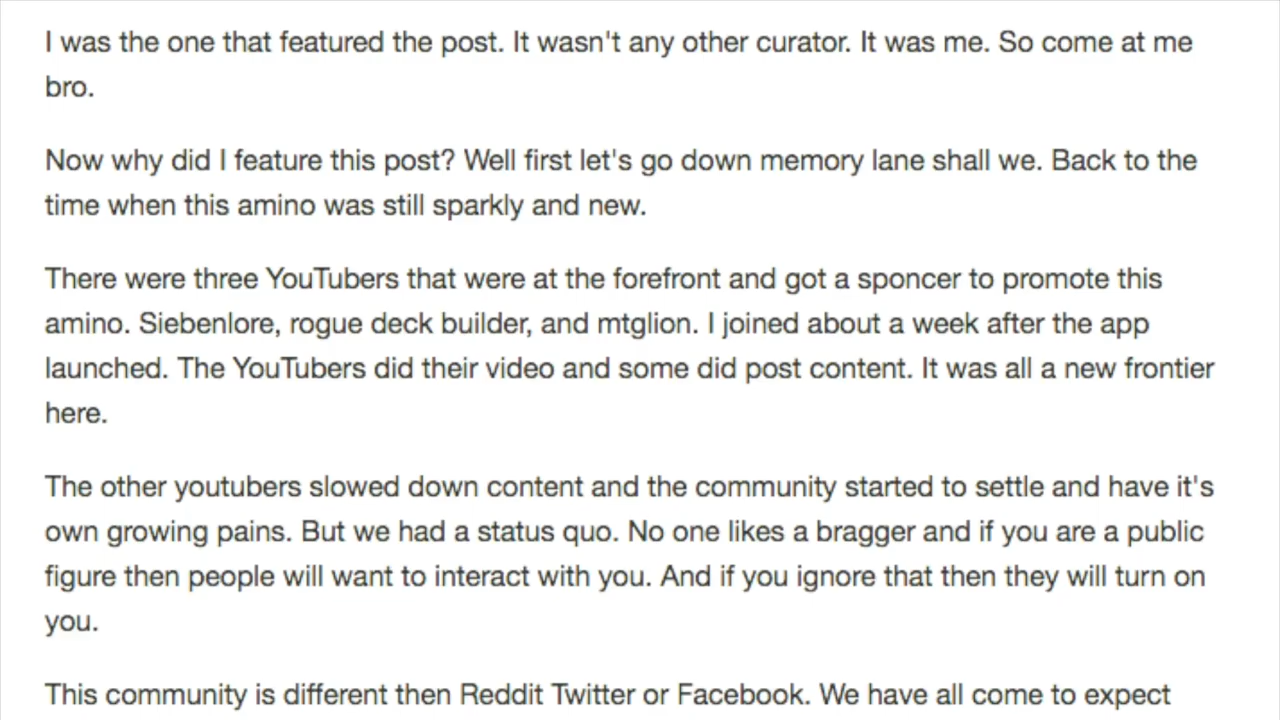 I was the one that featured the post. It wasn't any other curator. It was me. So come at me
bro.
Now why did I feature this post? Well first let's go down memory lane shall we. Back to the
time when this amino was still sparkly and new.
There were three YouTubers that were at the forefront and got a sponcer to promote this
amino. Siebenlore, rogue deck builder, and mtglion. I joined about a week after the app
launched. The YouTubers did their video and some did post content. It was all a new frontier
here.
The other youtubers slowed down content and the community started to settle and have it's
own growing pains. But we had a status quo. No one likes a bragger and if you are a public
figure then people will want to interact with you. And if you ignore that then they will turn on
you.
This community is different then Reddit Twitter or Facebook. We have all come to expect